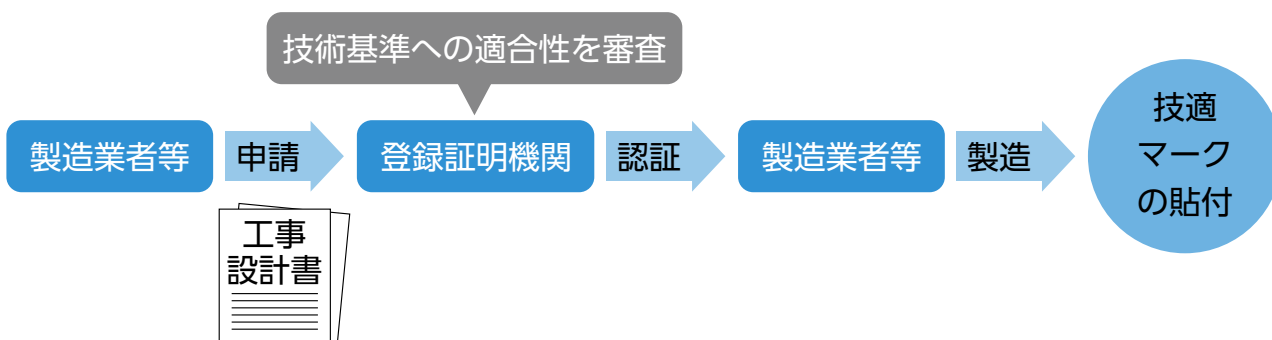 技術基準への適合性を審査
製造業者等
申請
登録証明機関
認証
製造業者等
製造
技適
マーク
の貼付
工事
設計書